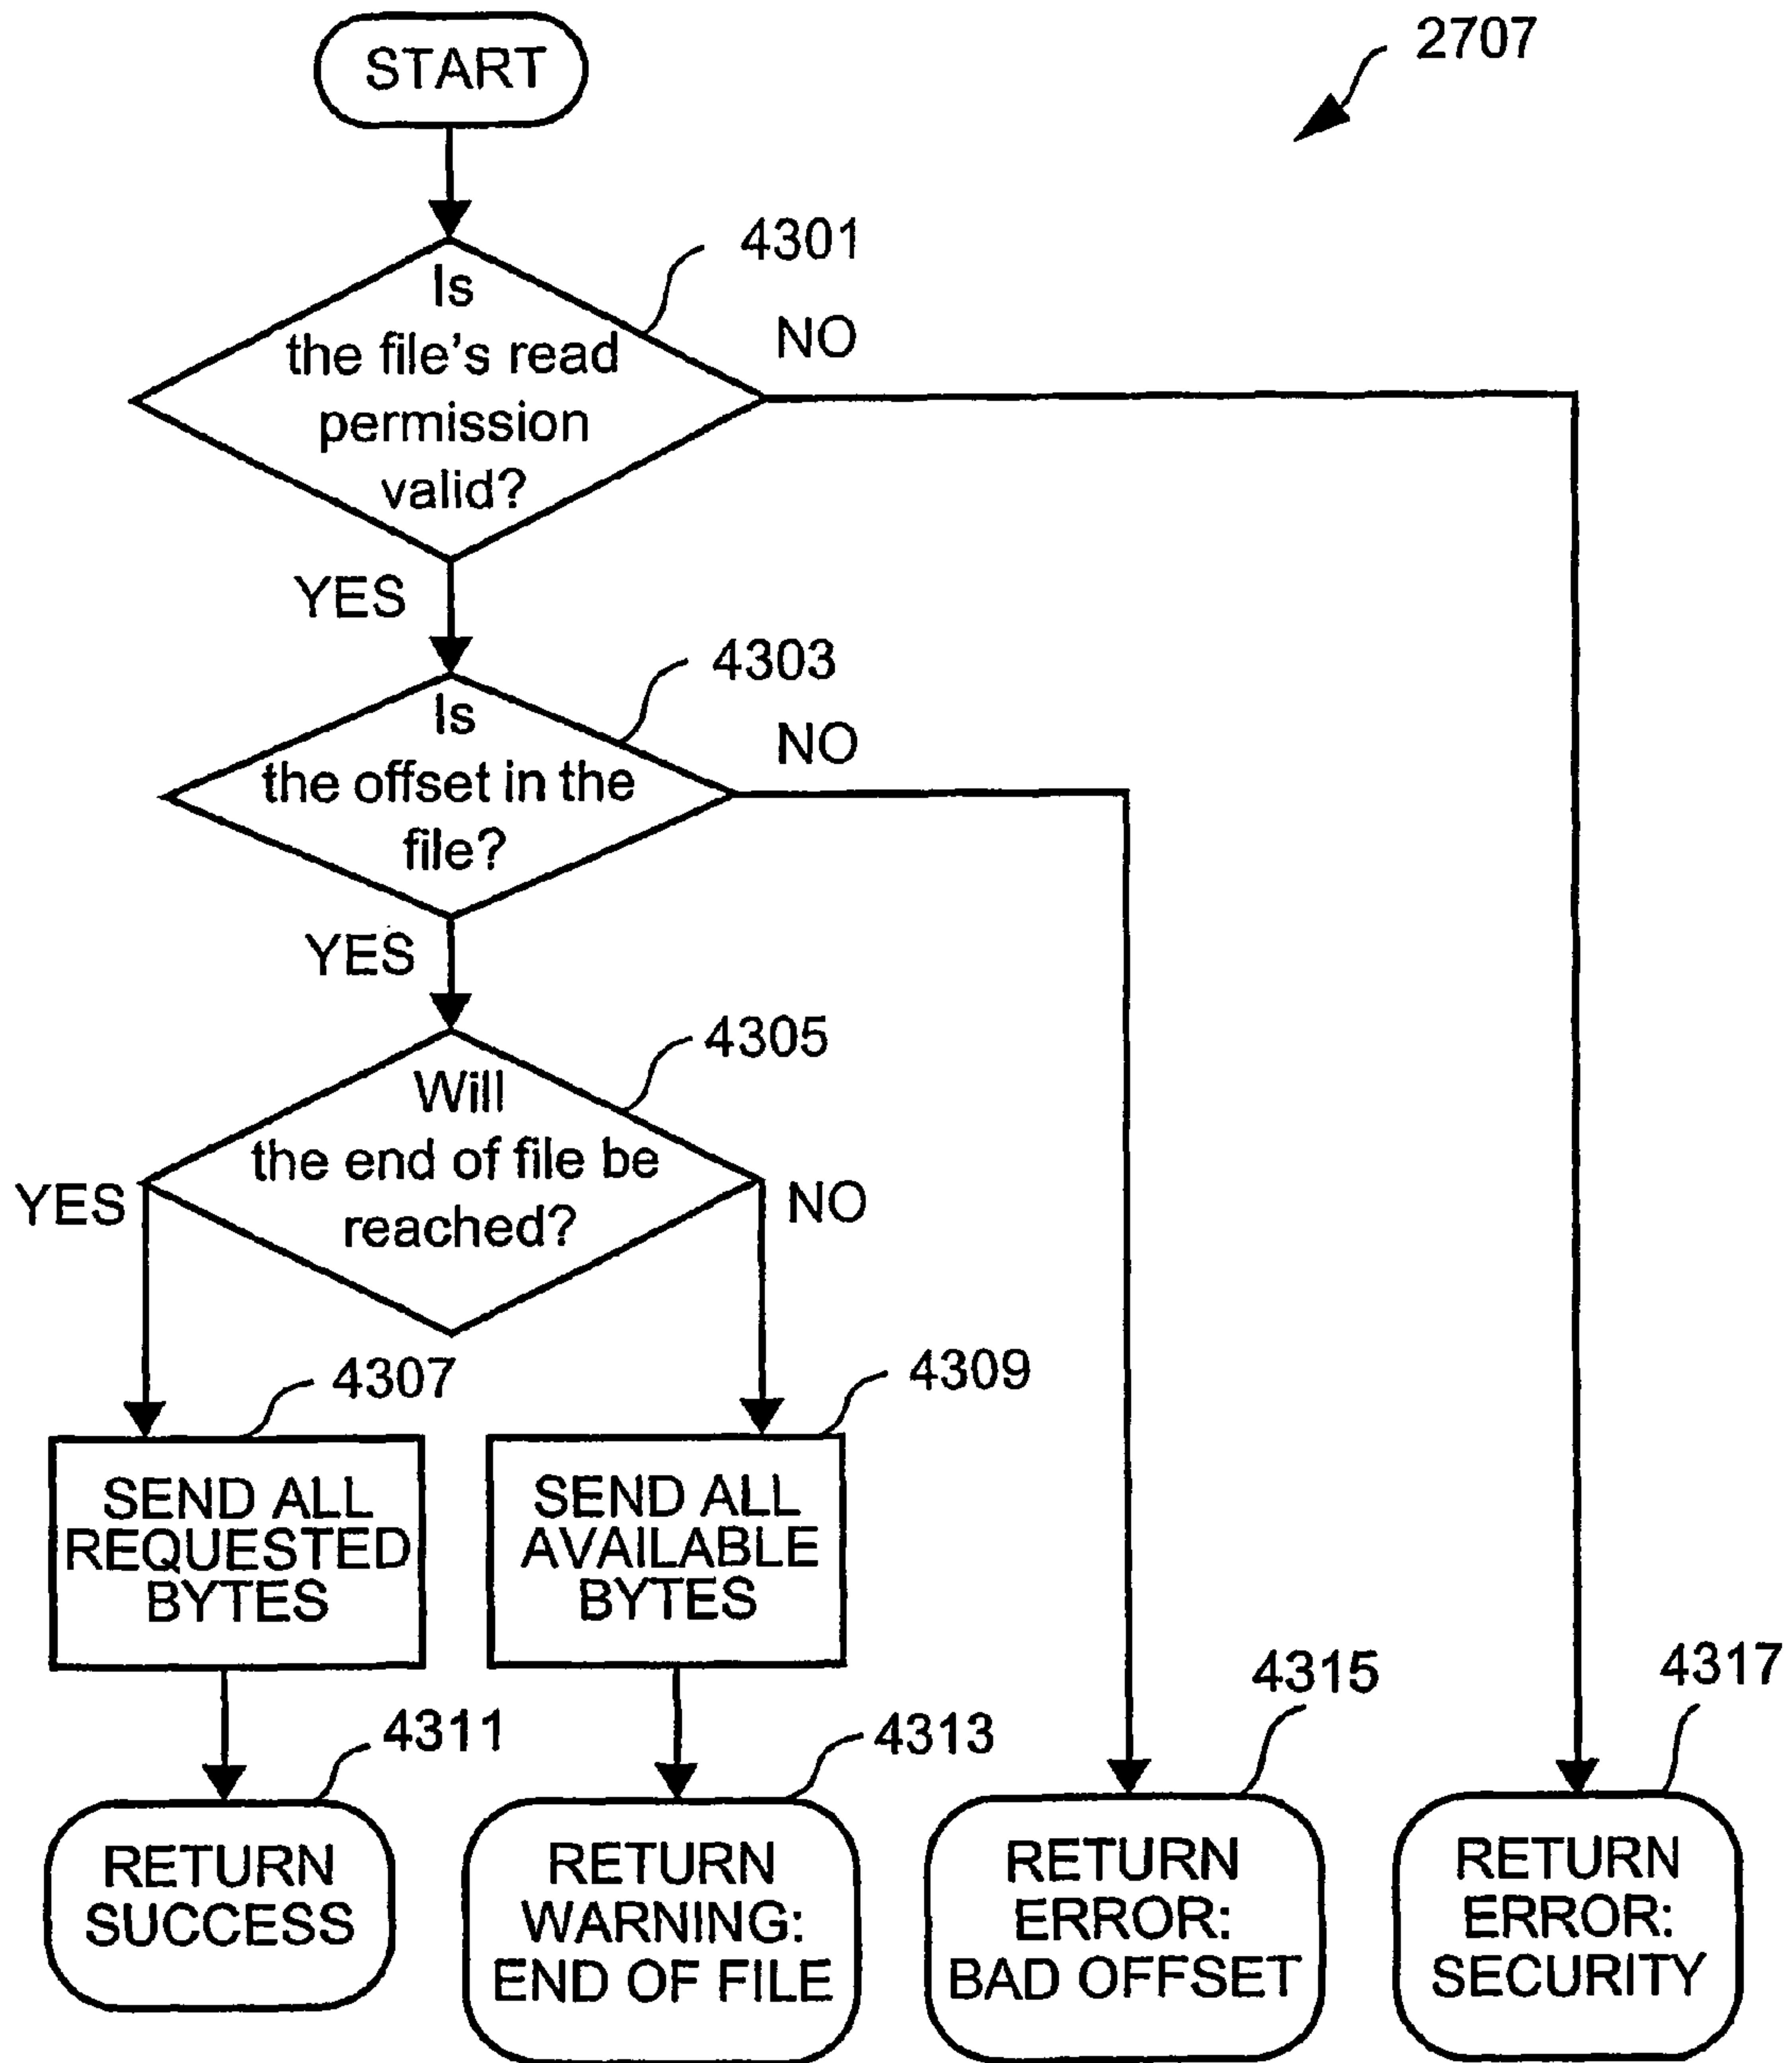 START
2707
4301
Is
the file's read
permission
valid?
NO
YES
4303
Is
the offset in the
file?
NO
YES
4305
Will
the end of file be
reached?
YES
NO
4307
SEND ALL
REQUESTED
BYTES
4309
SEND ALL
AVAILABLE
BYTES
4311
RETURN
SUCCESS
4313
RETURN
WARNING:
END OF FILE
4315
RETURN
ERROR:
BAD OFFSET
4317
RETURN
ERROR:
SECURITY